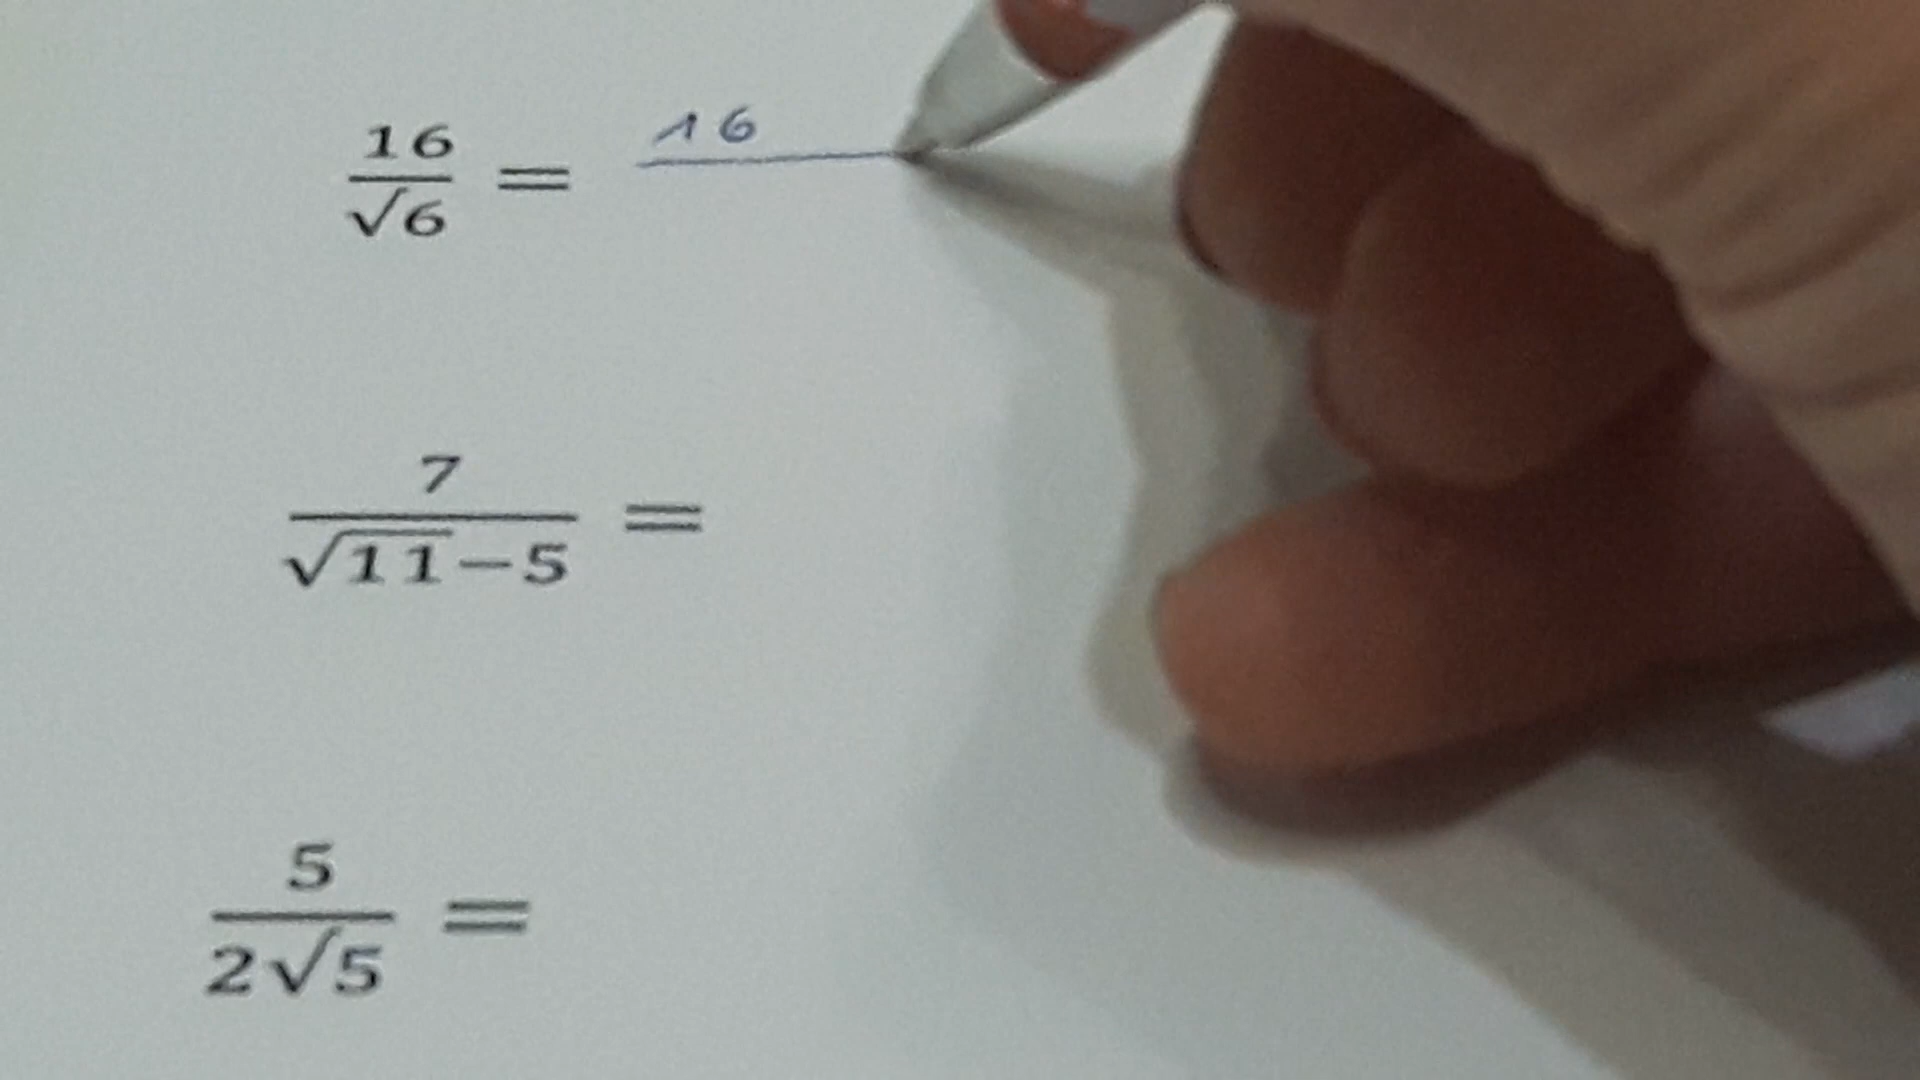 16/√6 = 16
7/(√11−5) =
5/(2√5) =